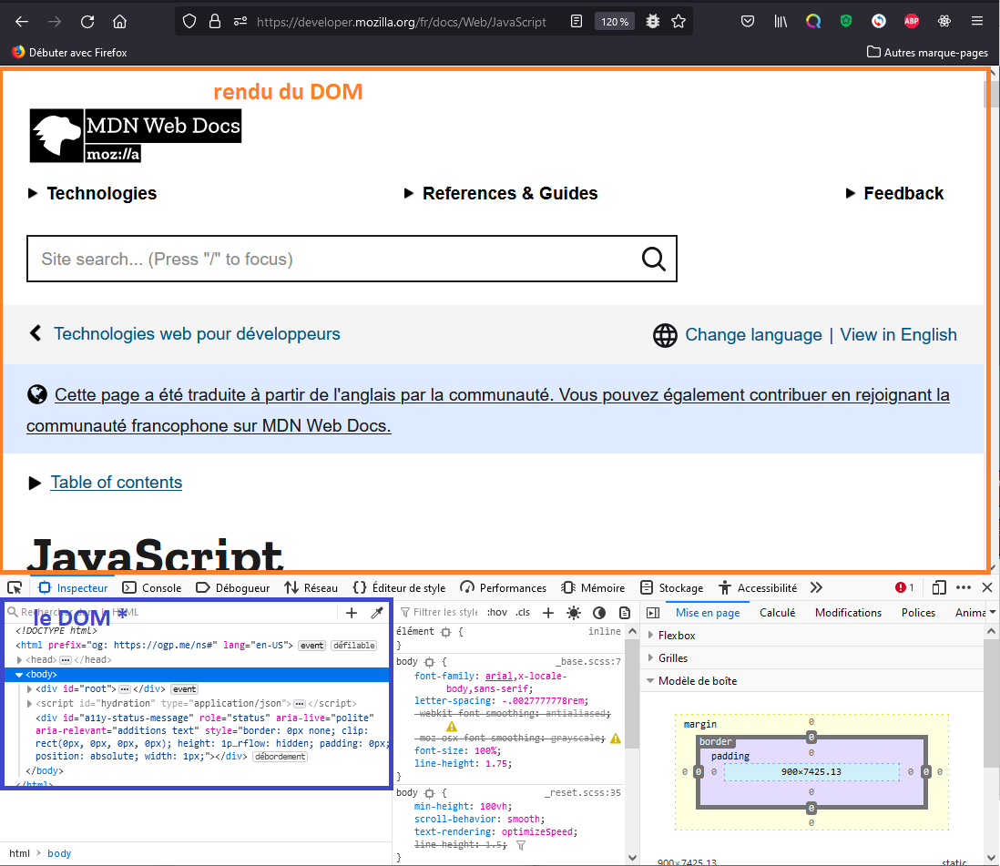 https://developer.mozilla.org/fr/docs/Web/JavaScript
120 %
ABP
Débuter avec Firefox
Autres marque-pages
rendu du DOM
MDN Web Docs
moz://a
Technologies
References & Guides
Feedback
Site search... (Press "/" to focus)
Technologies web pour développeurs
Change language | View in English
Cette page a été traduite à partir de l'anglais par la communauté. Vous pouvez également contribuer en rejoignant la
communauté francophone sur MDN Web Docs.
Table of contents
JavaScript
Inspecteur Console Débogueur Réseau Éditeur de style Performances Mémoire Stockage Accessibilité 1
Rechercher dans le HTML
le DOM *
<!DOCTYPE html>
<html prefix="og: https://ogp.me/ns#" lang="en-US"> event défilable
<head> ••• </head>
<body>
<div id="root"> ••• </div> event
<script id="hydration" type="application/json"> ••• </script>
<div id="a11y-status-message" role="status" aria-live="polite"
aria-relevant="additions text" style="border: 0px none; clip:
rect(0px, 0px, 0px, 0px); height: 1p…rflow: hidden; padding: 0px;
position: absolute; width: 1px;"></div> débordement
</body>
</html>
html > body
Filtrer les style :hov .cls
élément { inline
}
body { _base.scss:7
font-family: arial,x-locale-
body,sans-serif;
letter-spacing: -.0027777778rem;
-webkit-font-smoothing: antialiased;
-moz-osx-font-smoothing: grayscale;
font-size: 100%;
line-height: 1.75;
}
body { _reset.scss:35
min-height: 100vh;
scroll-behavior: smooth;
text-rendering: optimizeSpeed;
line-height: 1.5;
}
Mise en page Calculé Modifications Polices Anima
Flexbox
Grilles
Modèle de boîte
margin 0
border 0
padding 0
0 0 0 900×7425.13 0 0 0
0
0
0
900×7425.13 static